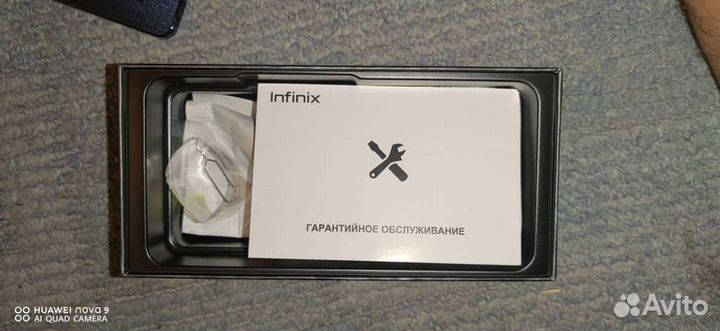 Infinix
ГАРАНТИЙНОЕ ОБСЛУЖИВАНИЕ
HUAWEI nova 9
AI QUAD CAMERA
Avito